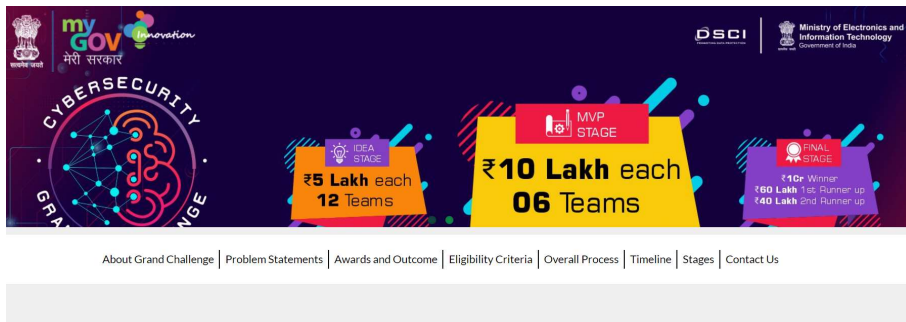 my
GOV
Innovation
मेरी सरकार
सत्यमेव जयते
DSCI
Ministry of Electronics and
Information Technology
Government of India
CYBERSECURITY
IDEA
STAGE
₹5 Lakh each
12 Teams
MVP
STAGE
₹10 Lakh each
06 Teams
FINAL
STAGE
₹1Cr Winner
₹60 Lakh 1st Runner up
₹40 Lakh 2nd Runner up
About Grand Challenge | Problem Statements | Awards and Outcome | Eligibility Criteria | Overall Process | Timeline | Stages | Contact Us